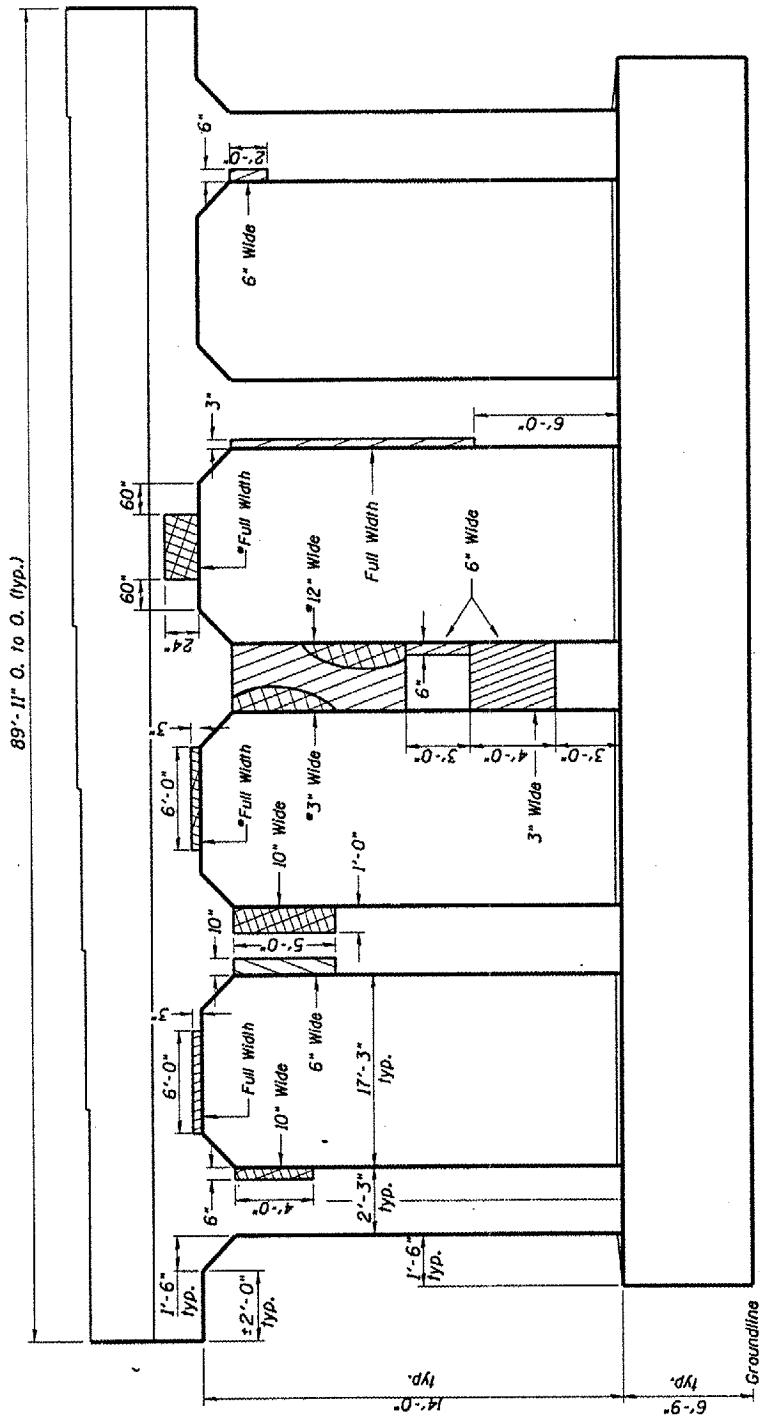 89'-11" O. to O. (typ.)
1'-6"
typ.
±2'-0"
typ.
14'-0"
typ.
6'-9"
typ.
Groundline
1'-6"
typ.
2'-3"
typ.
17'-3"
typ.
6"
4'-0"
10" Wide
Full Width
6'-0"
3"
6" Wide
10"
5'-0"
1'-0"
10" Wide
*Full Width
6'-0"
3"
*3" Wide
3" Wide
3'-0"
4'-0"
3'-0"
6"
6" Wide
*12" Wide
24"
60"
60"
*Full Width
Full Width
3"
6'-0"
6" Wide
6"
2'-0"